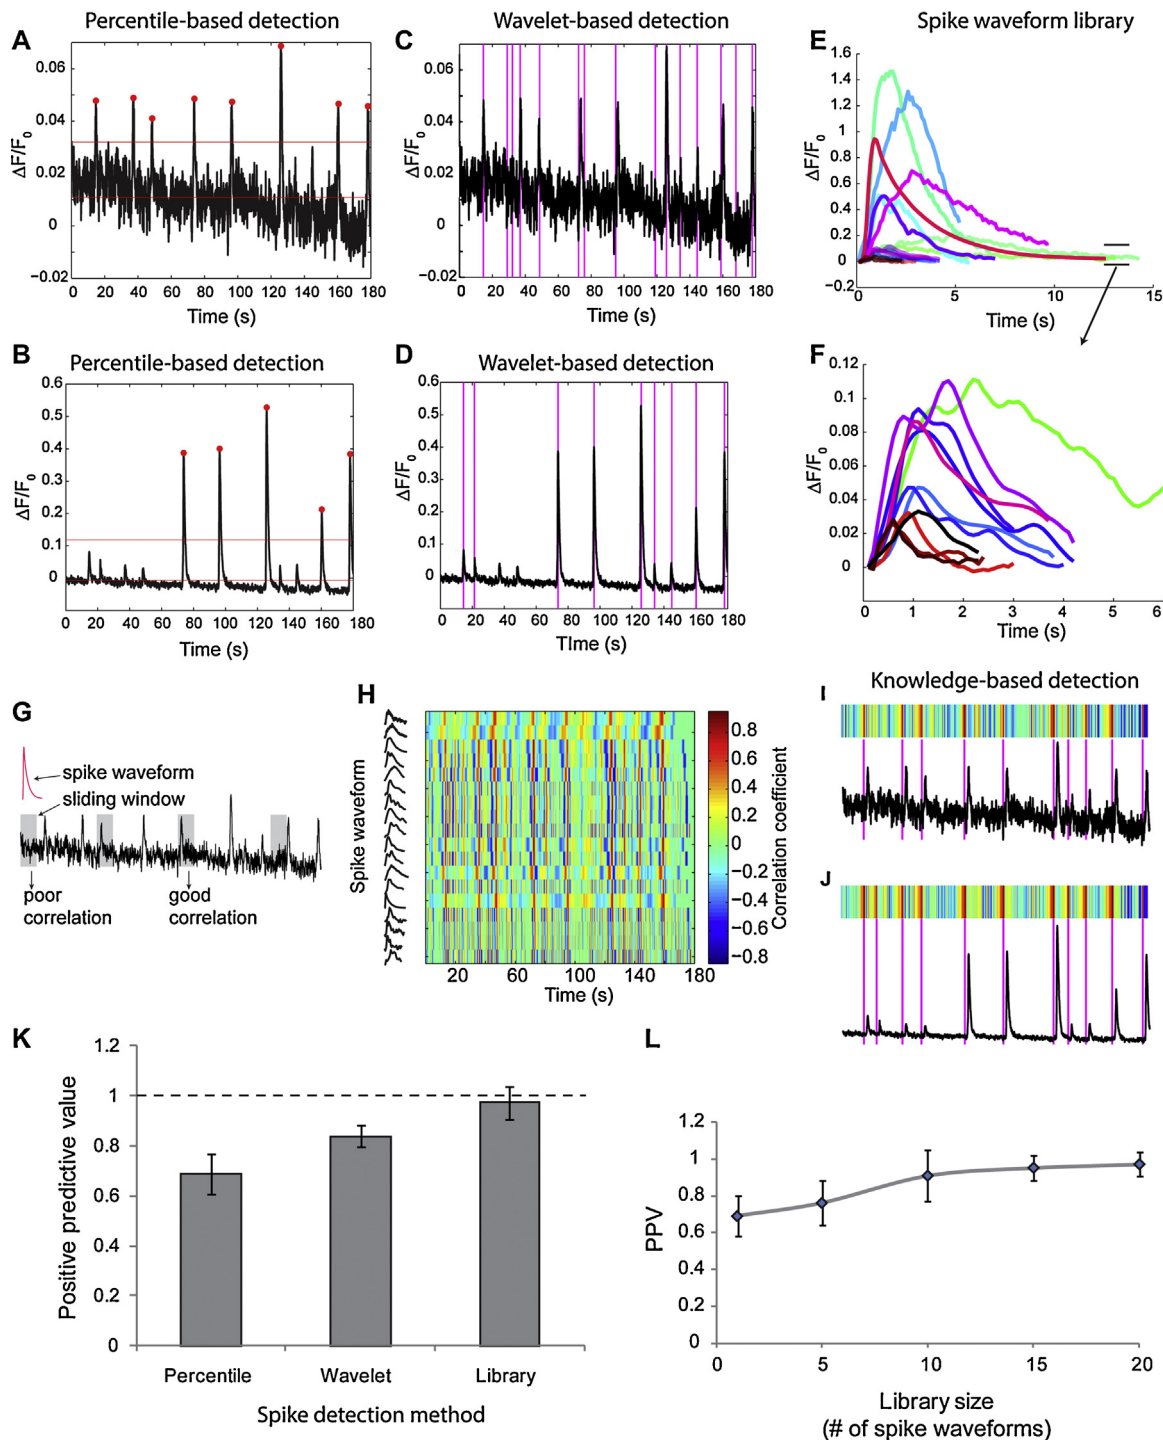 A
Percentile-based detection
ΔF/F0
0.06
0.04
0.02
0
−0.02
0 20 40 60 80 100 120 140 160 180
Time (s)
C
Wavelet-based detection
ΔF/F0
0.06
0.04
0.02
0
−0.02
0 20 40 60 80 100 120 140 160 180
Time (s)
E
Spike waveform library
ΔF/F0
1.6
1.4
1.2
1.0
0.8
0.6
0.4
0.2
0
−0.2
0 5 10 15
Time (s)
B
Percentile-based detection
ΔF/F0
0.6
0.5
0.4
0.3
0.2
0.1
0
0 20 40 60 80 100 120 140 160 180
Time (s)
D
Wavelet-based detection
ΔF/F0
0.6
0.5
0.4
0.3
0.2
0.1
0
0 20 40 60 80 100 120 140 160 180
TIme (s)
F
ΔF/F0
0.12
0.10
0.08
0.06
0.04
0.02
0
0 1 2 3 4 5 6
Time (s)
G
spike waveform
sliding window
poor
correlation
good
correlation
H
Spike waveform
20 60 100 140 180
Time (s)
0.8
0.6
0.4
0.2
0
−0.2
−0.4
−0.6
−0.8
Correlation coefficient
Knowledge-based detection
I
J
K
Positive predictive value
1.2
1
0.8
0.6
0.4
0.2
0
Percentile Wavelet Library
Spike detection method
L
PPV
1.2
1
0.8
0.6
0.4
0.2
0
0 5 10 15 20
Library size
(# of spike waveforms)